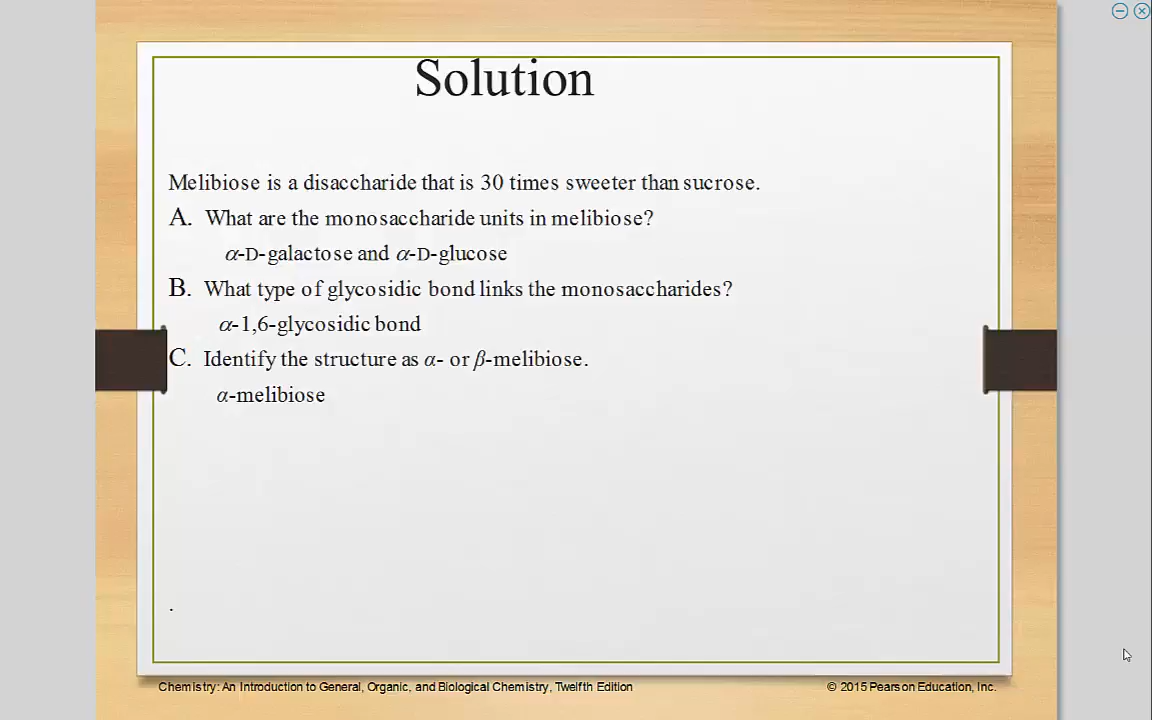 Solution
Melibiose is a disaccharide that is 30 times sweeter than sucrose.
A. What are the monosaccharide units in melibiose?
α-D-galactose and α-D-glucose
B. What type of glycosidic bond links the monosaccharides?
α-1,6-glycosidic bond
C. Identify the structure as α- or β-melibiose.
α-melibiose
.
Chemistry: An Introduction to General, Organic, and Biological Chemistry, Twelfth Edition
© 2015 Pearson Education, Inc.